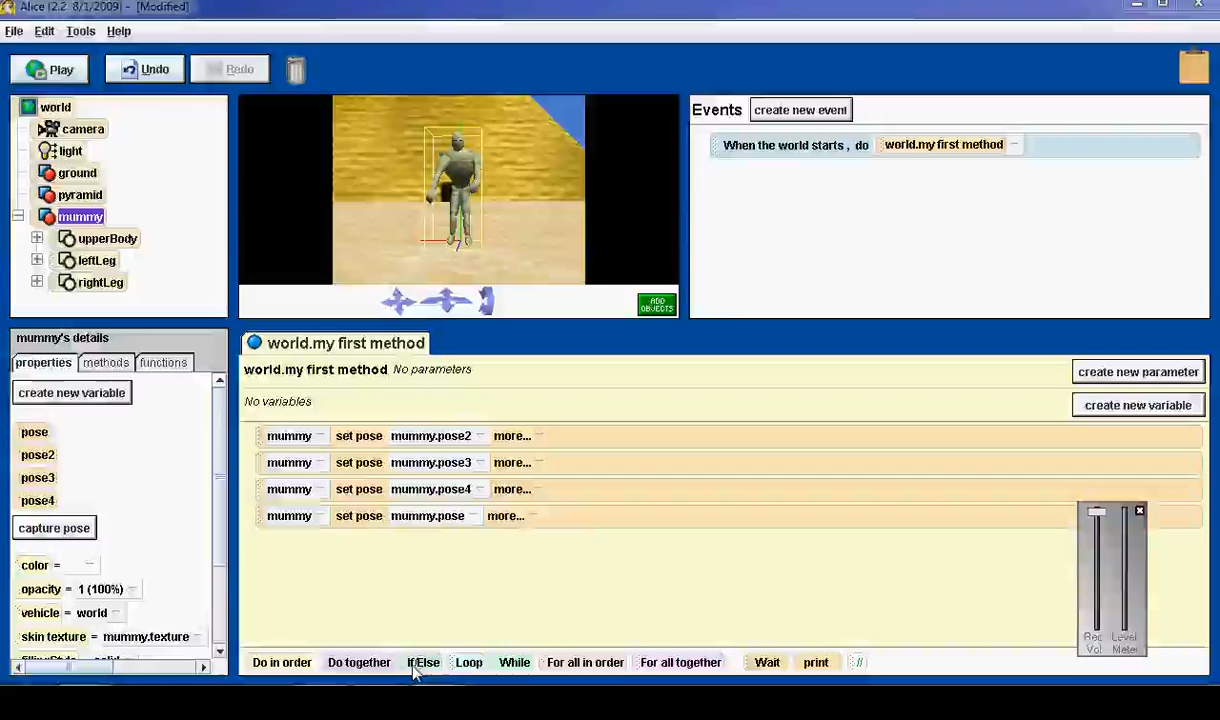 Alice (2.2 8/1/2009) - [Modified]
File Edit Tools Help
Play Undo Redo
world
camera
light
ground
pyramid
mummy
upperBody
leftLeg
rightLeg
ADD OBJECTS
Events create new event
When the world starts, do world.my first method
mummy's details
properties methods functions
create new variable
pose
pose2
pose3
pose4
capture pose
color =
opacity = 1 (100%)
vehicle = world
skin texture = mummy.texture
world.my first method
world.my first method No parameters
create new parameter
No variables
create new variable
mummy set pose mummy.pose2 more...
mummy set pose mummy.pose3 more...
mummy set pose mummy.pose4 more...
mummy set pose mummy.pose more...
Rec Vol Level Meter
Do in order Do together If/Else Loop While For all in order For all together Wait print //